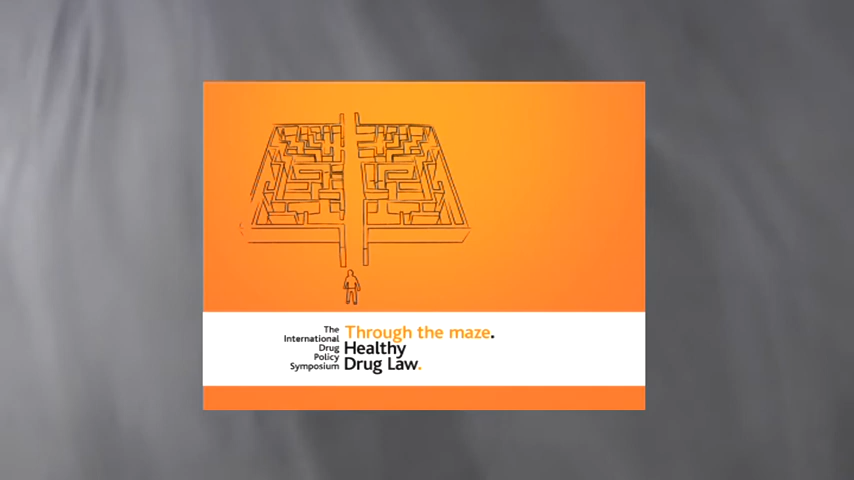 The
International
Drug
Policy
Symposium
Through the maze.
Healthy
Drug Law.